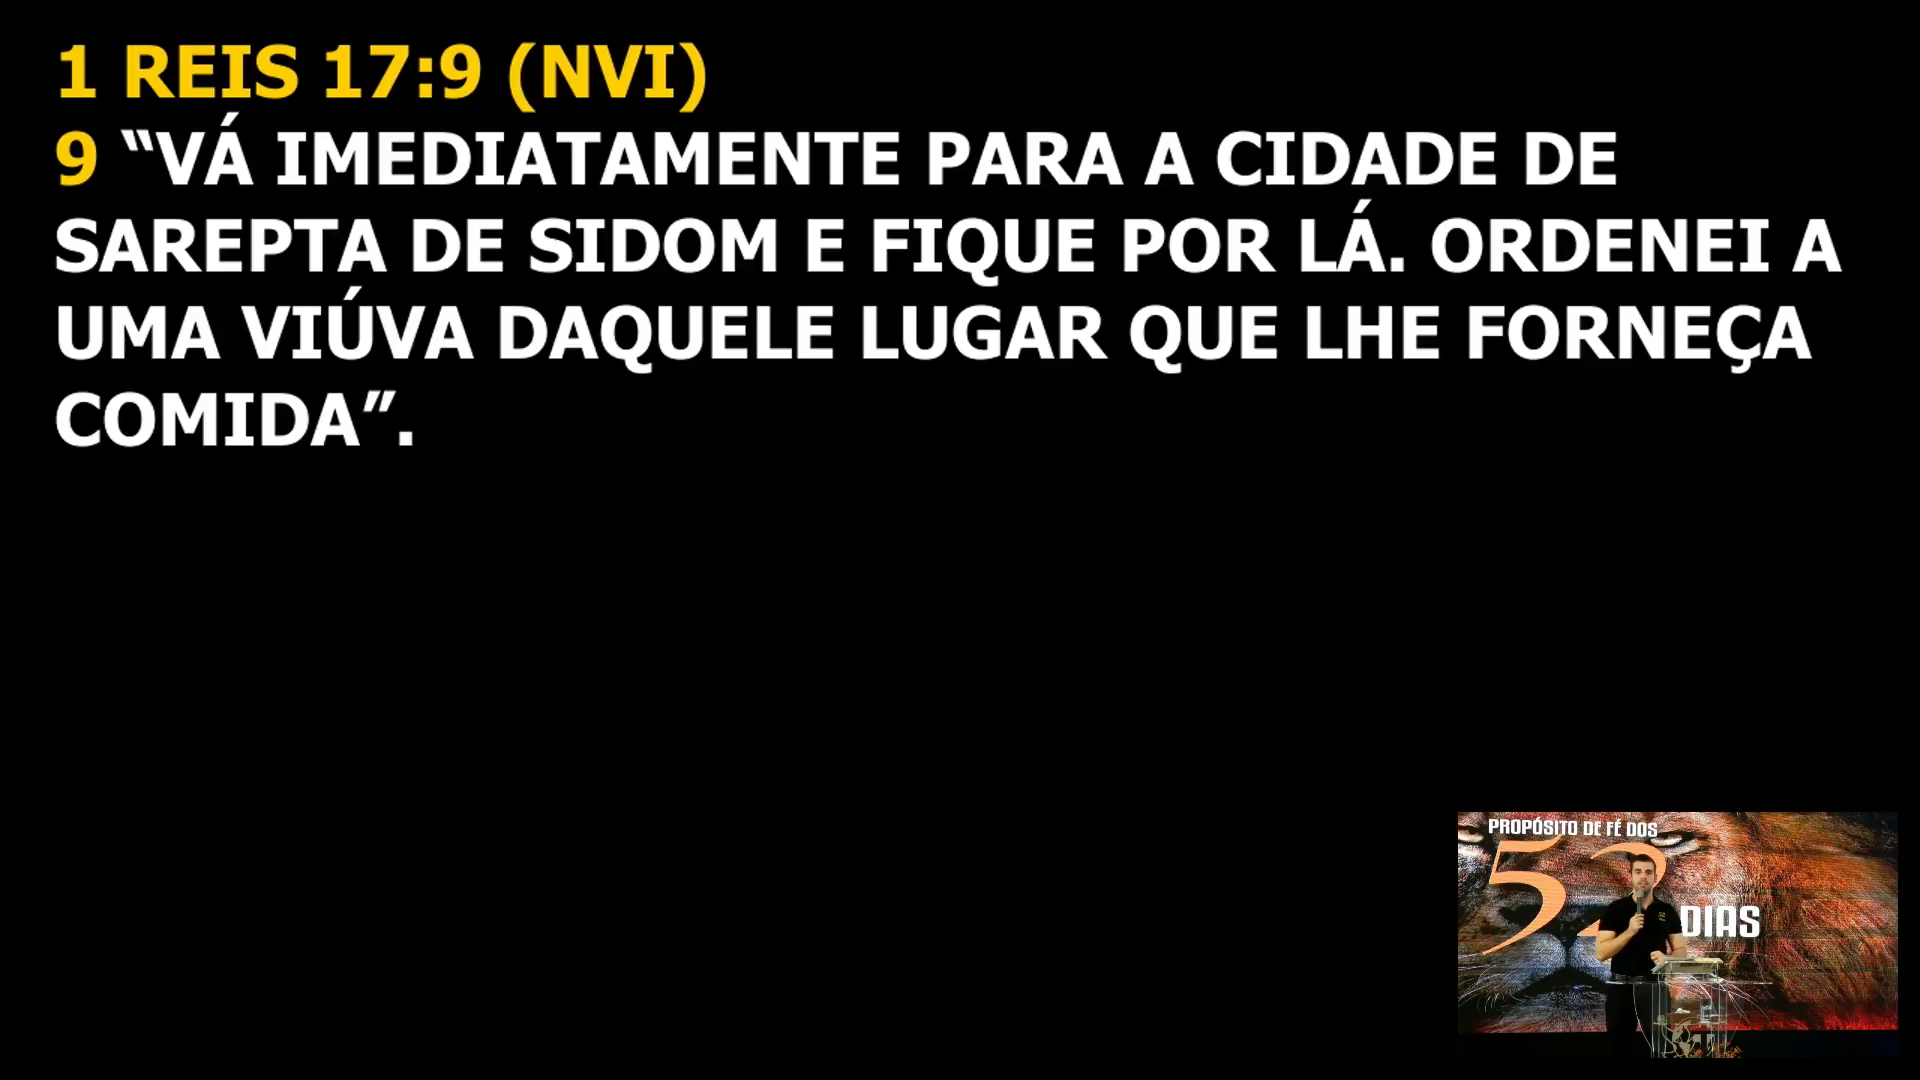 1 REIS 17:9 (NVI)
9 “VÁ IMEDIATAMENTE PARA A CIDADE DE
SAREPTA DE SIDOM E FIQUE POR LÁ. ORDENEI A
UMA VIÚVA DAQUELE LUGAR QUE LHE FORNEÇA
COMIDA”.
PROPÓSITO DE FÉ DOS
52
DIAS